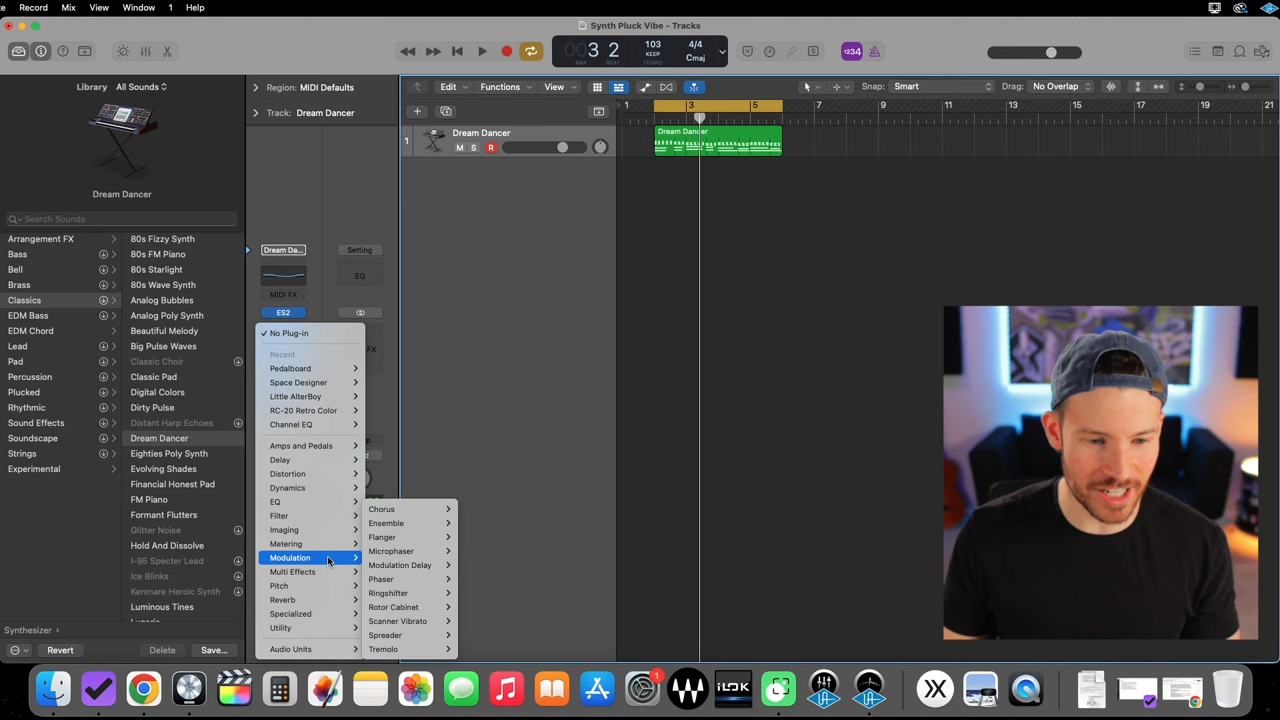 Record Mix View Window 1 Help
Synth Pluck Vibe - Tracks
3 2
BAR BEAT
103
KEEP
TEMPO
4/4
Cmaj
1234
Library All Sounds
Region: MIDI Defaults
Track: Dream Dancer
Edit Functions View
Snap: Smart
Drag: No Overlap
1 3 5 7 9 11 13 15 17 19 21
1
Dream Dancer
M S R
Dream Dancer
Dream Dancer
Search Sounds
Arrangement FX
Bass
Bell
Brass
Classics
EDM Bass
EDM Chord
Lead
Pad
Percussion
Plucked
Rhythmic
Sound Effects
Soundscape
Strings
Experimental
80s Fizzy Synth
80s FM Piano
80s Starlight
80s Wave Synth
Analog Bubbles
Analog Poly Synth
Beautiful Melody
Big Pulse Waves
Classic Choir
Classic Pad
Digital Colors
Dirty Pulse
Distant Harp Echoes
Dream Dancer
Eighties Poly Synth
Evolving Shades
Financial Honest Pad
FM Piano
Formant Flutters
Glitter Noise
Hold And Dissolve
I-95 Specter Lead
Ice Blinks
Kenmare Heroic Synth
Luminous Tines
Synthesizer
Revert
Delete
Save...
Dream Da...
Setting
EQ
MIDI FX
ES2
FX
No Plug-in
Recent
Pedalboard
Space Designer
Little AlterBoy
RC-20 Retro Color
Channel EQ
Amps and Pedals
Delay
Distortion
Dynamics
EQ
Filter
Imaging
Metering
Modulation
Multi Effects
Pitch
Reverb
Specialized
Utility
Audio Units
Chorus
Ensemble
Flanger
Microphaser
Modulation Delay
Phaser
Ringshifter
Rotor Cabinet
Scanner Vibrato
Spreader
Tremolo
1
iLOK